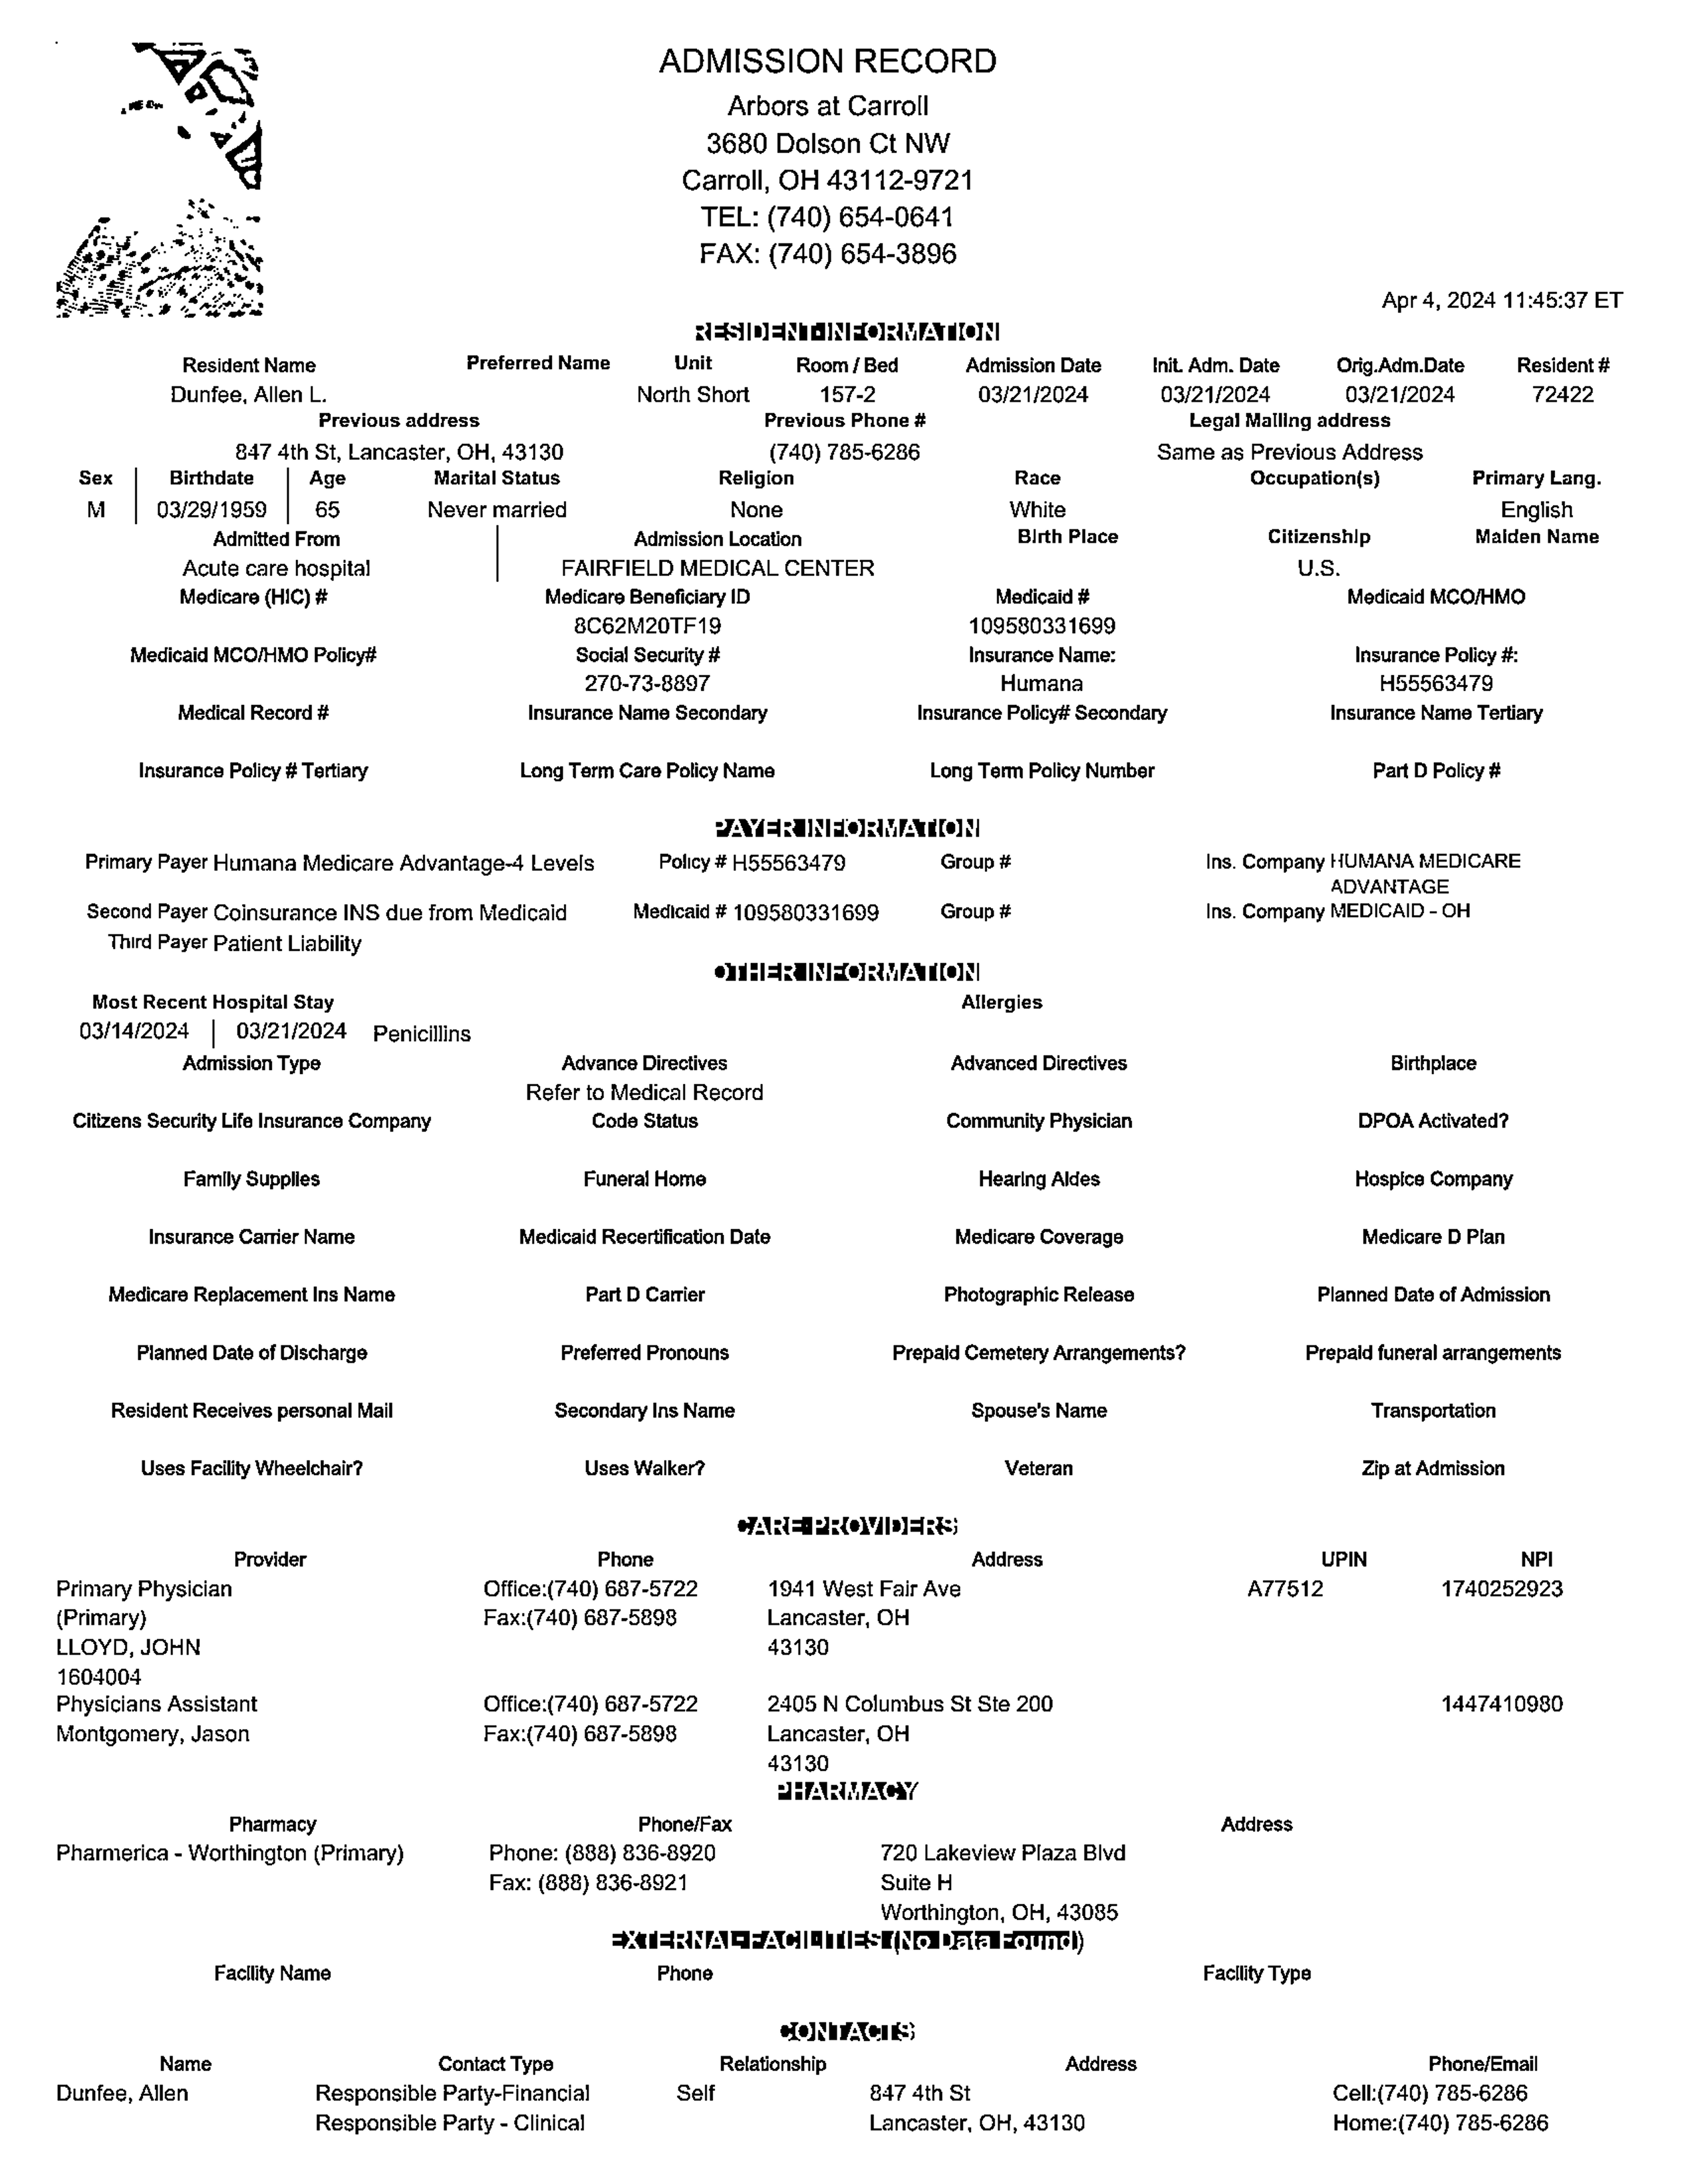 ADMISSION RECORD
Arbors at Carroll
3680 Dolson Ct NW
Carroll, OH 43112-9721
TEL: (740) 654-0641
FAX: (740) 654-3896
Apr 4, 2024 11:45:37 ET
RESIDENT INFORMATION
Resident Name Preferred Name Unit Room / Bed Admission Date Init. Adm. Date Orig.Adm.Date Resident #
Dunfee, Allen L. North Short 157-2 03/21/2024 03/21/2024 03/21/2024 72422
Previous address Previous Phone # Legal Mailing address
847 4th St, Lancaster, OH, 43130 (740) 785-6286 Same as Previous Address
Sex Birthdate Age Marital Status Religion Race Occupation(s) Primary Lang.
M 03/29/1959 65 Never married None White English
Admitted From Admission Location Birth Place Citizenship Maiden Name
Acute care hospital FAIRFIELD MEDICAL CENTER U.S.
Medicare (HIC) # Medicare Beneficiary ID Medicaid # Medicaid MCO/HMO
8C62M20TF19 109580331699
Medicaid MCO/HMO Policy# Social Security # Insurance Name: Insurance Policy #:
270-73-8897 Humana H55563479
Medical Record # Insurance Name Secondary Insurance Policy# Secondary Insurance Name Tertiary
Insurance Policy # Tertiary Long Term Care Policy Name Long Term Policy Number Part D Policy #
PAYER INFORMATION
Primary Payer Humana Medicare Advantage-4 Levels Policy # H55563479 Group # Ins. Company HUMANA MEDICARE
ADVANTAGE
Second Payer Coinsurance INS due from Medicaid Medicaid # 109580331699 Group # Ins. Company MEDICAID - OH
Third Payer Patient Liability
OTHER INFORMATION
Most Recent Hospital Stay Allergies
03/14/2024 03/21/2024 Penicillins
Admission Type Advance Directives Advanced Directives Birthplace
Refer to Medical Record
Citizens Security Life Insurance Company Code Status Community Physician DPOA Activated?
Family Supplies Funeral Home Hearing Aides Hospice Company
Insurance Carrier Name Medicaid Recertification Date Medicare Coverage Medicare D Plan
Medicare Replacement Ins Name Part D Carrier Photographic Release Planned Date of Admission
Planned Date of Discharge Preferred Pronouns Prepaid Cemetery Arrangements? Prepaid funeral arrangements
Resident Receives personal Mail Secondary Ins Name Spouse's Name Transportation
Uses Facility Wheelchair? Uses Walker? Veteran Zip at Admission
CARE PROVIDERS
Provider Phone Address UPIN NPI
Primary Physician Office:(740) 687-5722 1941 West Fair Ave A77512 1740252923
(Primary) Fax:(740) 687-5898 Lancaster, OH
LLOYD, JOHN 43130
1604004
Physicians Assistant Office:(740) 687-5722 2405 N Columbus St Ste 200 1447410980
Montgomery, Jason Fax:(740) 687-5898 Lancaster, OH
43130
PHARMACY
Pharmacy Phone/Fax Address
Pharmerica - Worthington (Primary) Phone: (888) 836-8920 720 Lakeview Plaza Blvd
Fax: (888) 836-8921 Suite H
Worthington, OH, 43085
EXTERNAL FACILITIES (No Data Found)
Facility Name Phone Facility Type
CONTACTS
Name Contact Type Relationship Address Phone/Email
Dunfee, Allen Responsible Party-Financial Self 847 4th St Cell:(740) 785-6286
Responsible Party - Clinical Lancaster, OH, 43130 Home:(740) 785-6286